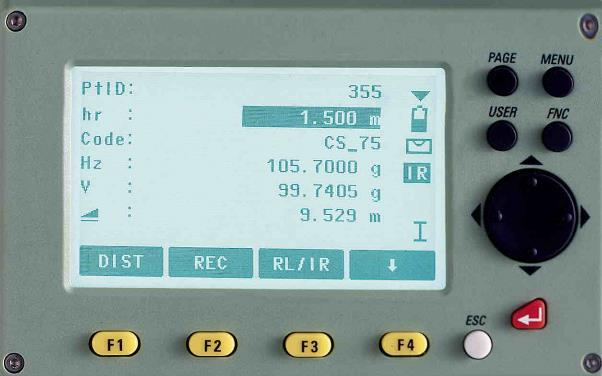 PAGE MENU
PtID: 355
hr : 1.500 m
USER FNC
Code: CS_75
Hz : 105.7000 g
IR
V : 99.7405 g
: 9.529 m
DIST REC RL/IR ↓
ESC
F1 F2 F3 F4